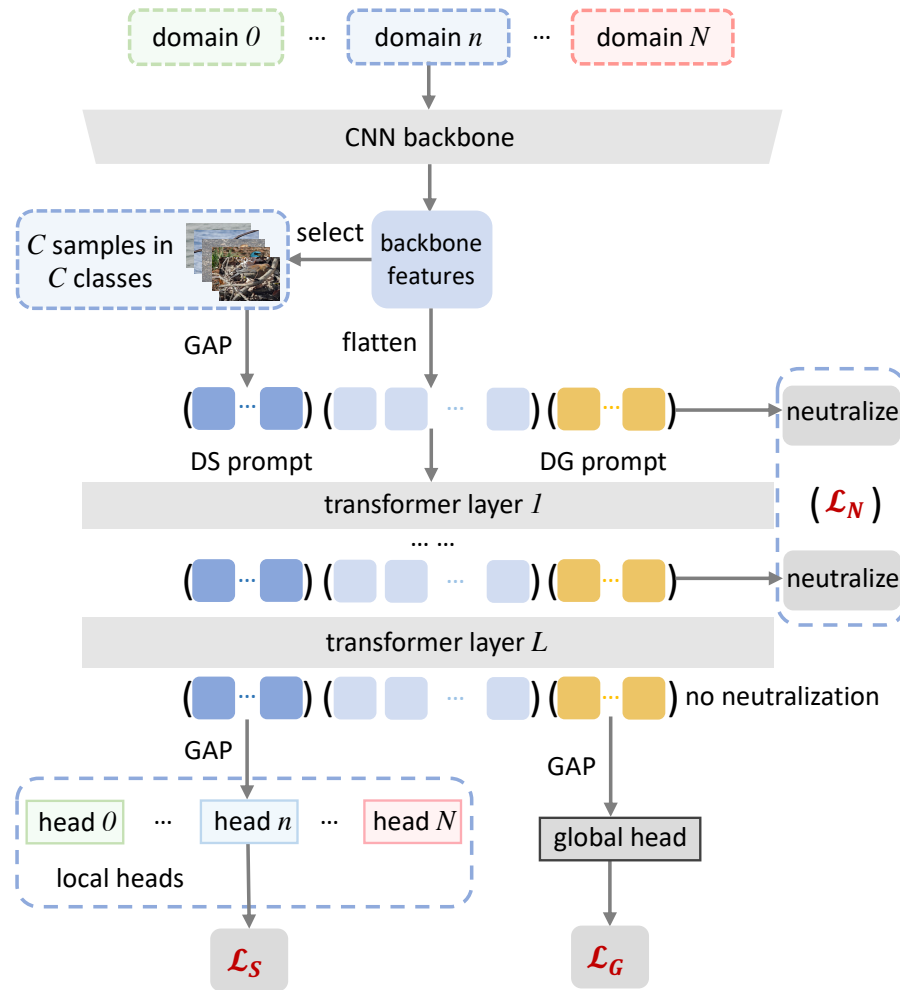 domain 0 ... domain n ... domain N
CNN backbone
C samples in
C classes
select
backbone
features
GAP
flatten
(...) (...) (...)
neutralize
DS prompt
DG prompt
transformer layer 1
(ℒN)
... ...
(...) (...) (...)
neutralize
transformer layer L
(...) (...) (...) no neutralization
GAP
GAP
head 0 ... head n ... head N
global head
local heads
ℒS
ℒG